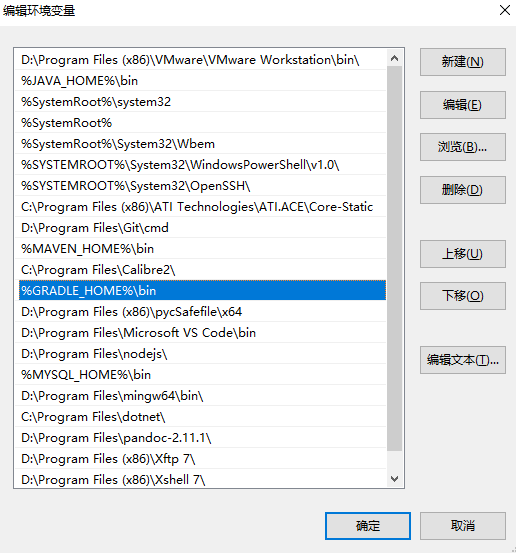 编辑环境变量
D:\Program Files (x86)\VMware\VMware Workstation\bin\
%JAVA_HOME%\bin
%SystemRoot%\system32
%SystemRoot%
%SystemRoot%\System32\Wbem
%SYSTEMROOT%\System32\WindowsPowerShell\v1.0\
%SYSTEMROOT%\System32\OpenSSH\
C:\Program Files (x86)\ATI Technologies\ATI.ACE\Core-Static
D:\Program Files\Git\cmd
%MAVEN_HOME%\bin
C:\Program Files\Calibre2\
%GRADLE_HOME%\bin
D:\Program Files (x86)\pycSafefile\x64
D:\Program Files\Microsoft VS Code\bin
D:\Program Files\nodejs\
%MYSQL_HOME%\bin
D:\Program Files\mingw64\bin\
C:\Program Files\dotnet\
D:\Program Files\pandoc-2.11.1\
D:\Program Files (x86)\Xftp 7\
D:\Program Files (x86)\Xshell 7\
新建(N)
编辑(E)
浏览(B)...
删除(D)
上移(U)
下移(O)
编辑文本(T)...
确定
取消